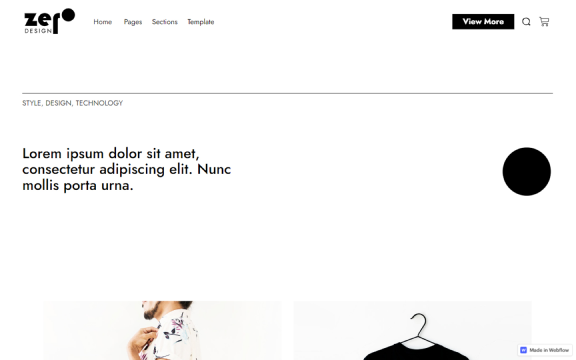 zero
DESIGN
Home Pages Sections Template
View More
STYLE, DESIGN, TECHNOLOGY
Lorem ipsum dolor sit amet,
consectetur adipiscing elit. Nunc
mollis porta urna.
Made in Webflow